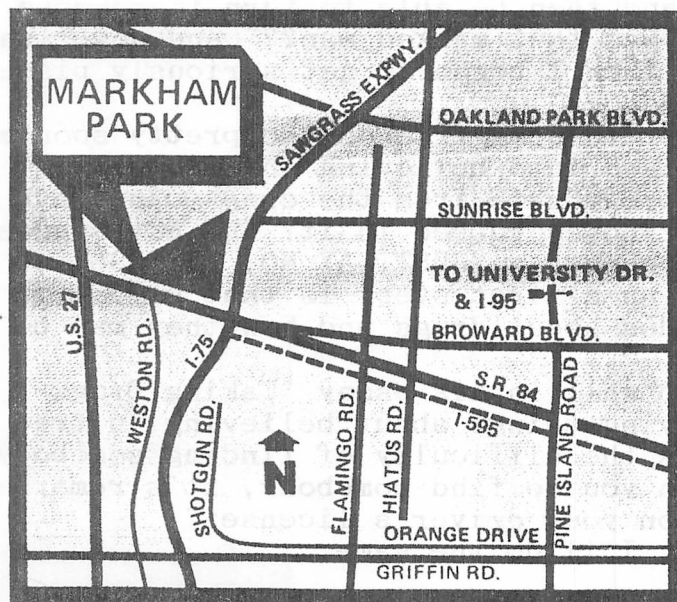 MARKHAM
PARK
SAWGRASS EXPWY.
OAKLAND PARK BLVD.
SUNRISE BLVD.
TO UNIVERSITY DR.
& I-95
BROWARD BLVD.
U.S. 27
WESTON RD.
I-75
S.R. 84
I-595
SHOTGUN RD.
N
FLAMINGO RD.
HIATUS RD.
PINE ISLAND ROAD
ORANGE DRIVE
GRIFFIN RD.